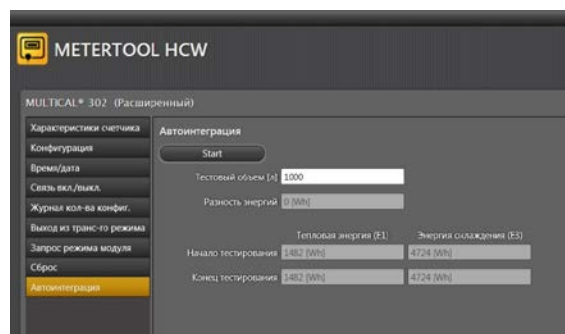 METERTOOL HCW
MULTICAL® 302 (Расширенный)
Характеристики счетчика
Конфигурация
Время/дата
Связь вкл./выкл.
Журнал кол-ва конфиг.
Выход из транс-го режима
Запрос режима модуля
Сброс
Автоинтеграция
Автоинтеграция
Start
Тестовый объем [л] 1000
Разность энергий 0 [Wh]
Тепловая энергия (E1) Энергия охлаждения (E3)
Начало тестирования 1482 [Wh] 4724 [Wh]
Конец тестирования 1482 [Wh] 4724 [Wh]